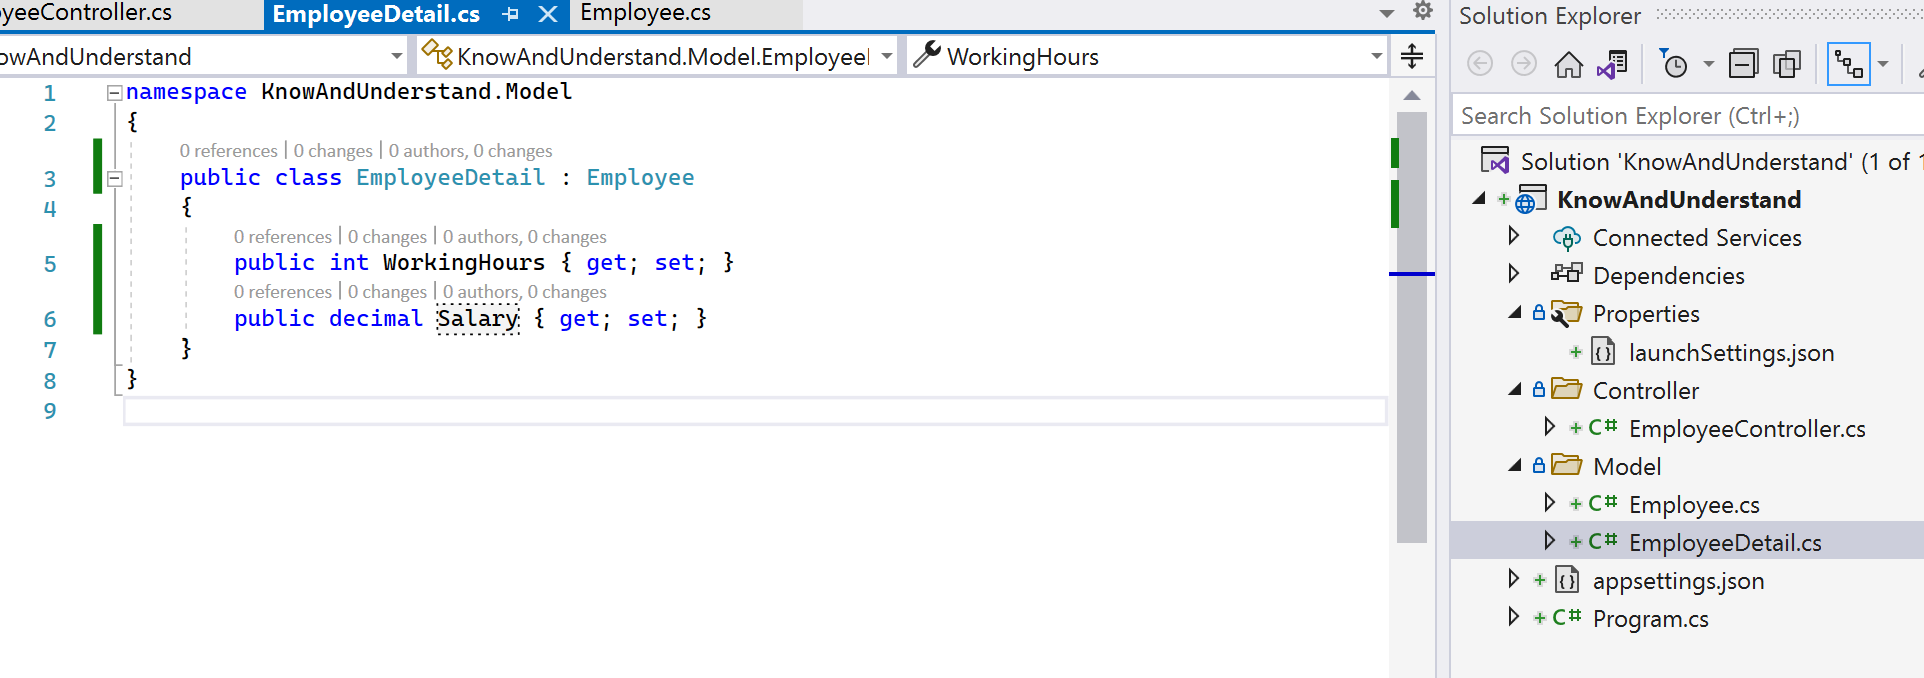 yeeController.cs
EmployeeDetail.cs
Employee.cs
owAndUnderstand
KnowAndUnderstand.Model.Employee
WorkingHours
1 namespace KnowAndUnderstand.Model
2 {
0 references | 0 changes | 0 authors, 0 changes
3 public class EmployeeDetail : Employee
4 {
0 references | 0 changes | 0 authors, 0 changes
5 public int WorkingHours { get; set; }
0 references | 0 changes | 0 authors, 0 changes
6 public decimal Salary { get; set; }
7 }
8 }
9
Solution Explorer
Search Solution Explorer (Ctrl+;)
Solution 'KnowAndUnderstand' (1 of 1
KnowAndUnderstand
Connected Services
Dependencies
Properties
launchSettings.json
Controller
C# EmployeeController.cs
Model
C# Employee.cs
C# EmployeeDetail.cs
appsettings.json
C# Program.cs